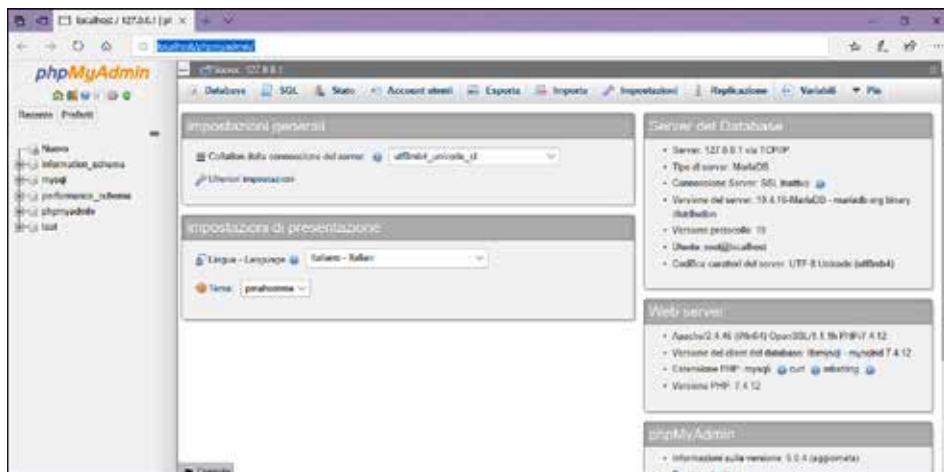 localhost / 127.0.0.1 | p
localhost/phpmyadmin/
phpMyAdmin
Recente Preferiti
Nuovo
information_schema
mysql
performance_schema
phpmyadmin
test
Server: 127.0.0.1
Database SQL Stato Account utenti Esporta Importa Impostazioni Replicazione Variabili Più
Impostazioni generali
Collation della connessione del server: utf8mb4_unicode_ci
Ulteriori impostazioni
Impostazioni di presentazione
Lingua - Language Italiano - Italian
Tema: pmahomme
Server del Database
Server: 127.0.0.1 via TCP/IP
Tipo di server: MariaDB
Connessione Server: SSL inattivo
Versione del server: 10.4.16-MariaDB - mariadb.org binary
distribution
Versione protocollo: 10
Utente: root@localhost
Codifica caratteri del server: UTF-8 Unicode (utf8mb4)
Web server
Apache/2.4.46 (Win64) OpenSSL/1.1.1h PHP/7.4.12
Versione del client del database: libmysql - mysqlnd 7.4.12
Estensione PHP: mysqli curl mbstring
Versione PHP: 7.4.12
phpMyAdmin
Informazioni sulla versione: 5.0.4 (aggiornata)
Console